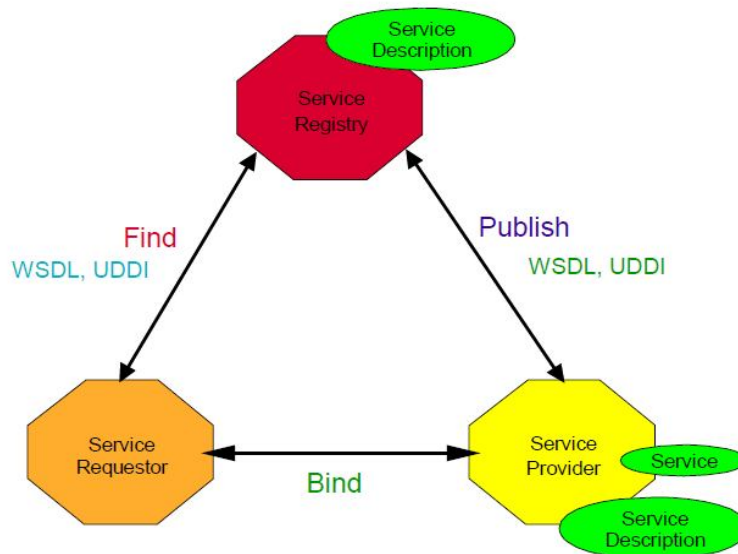 Service
Description
Service
Registry
Find
WSDL, UDDI
Publish
WSDL, UDDI
Service
Requestor
Bind
Service
Provider
Service
Service
Description